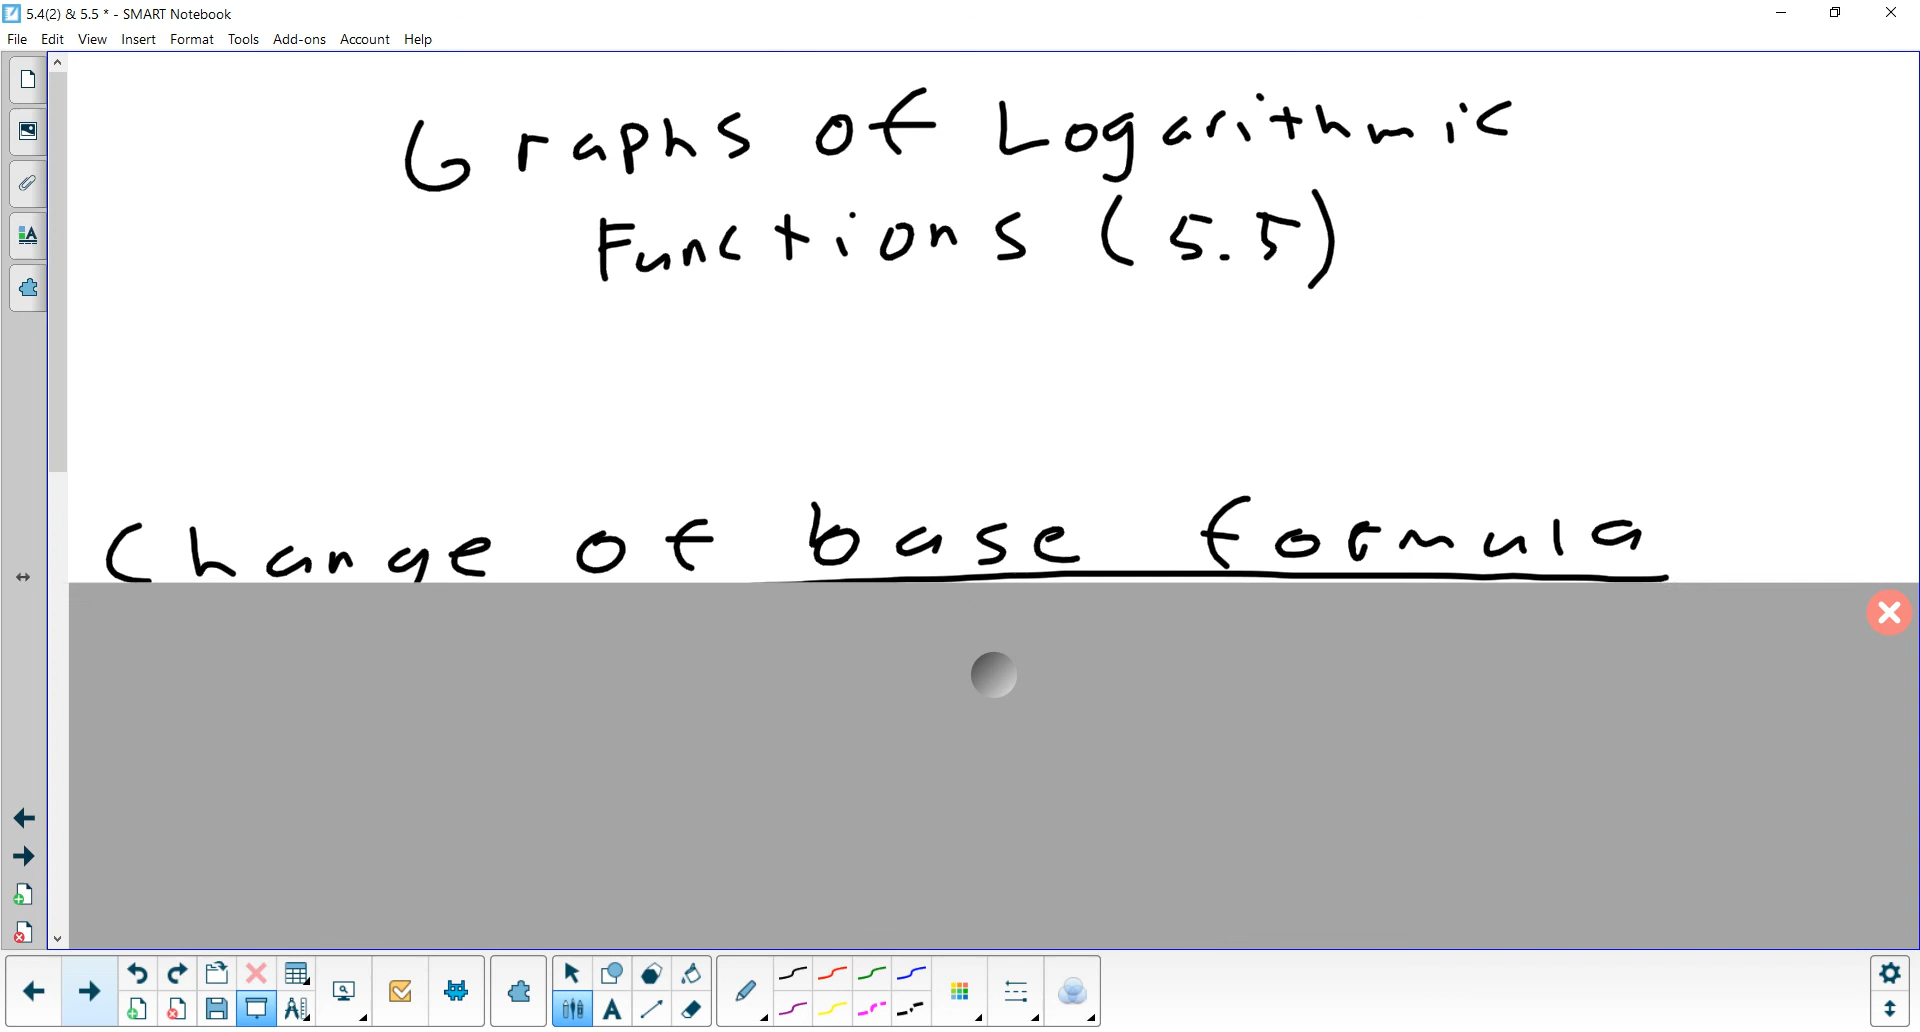 5.4(2) & 5.5 * - SMART Notebook
File Edit View Insert Format Tools Add-ons Account Help
Graphs of Logarithmic
Functions (5.5)
Change of base formula